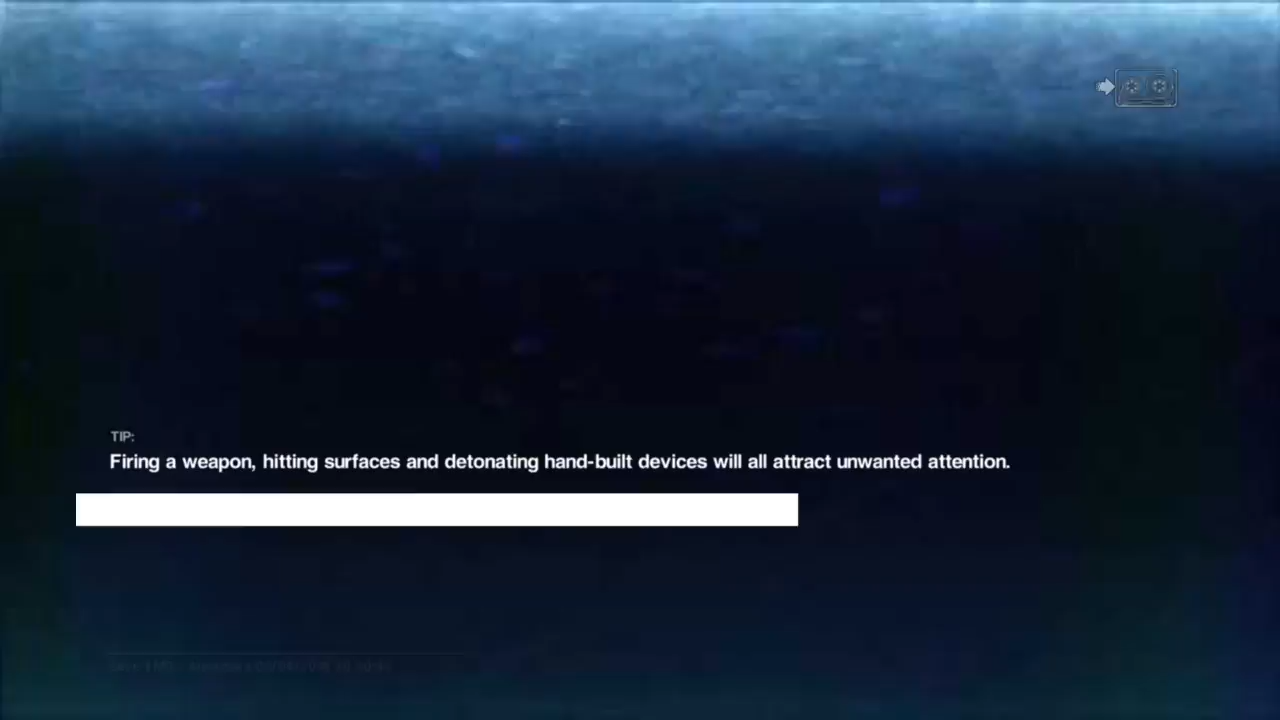 TIP:
Firing a weapon, hitting surfaces and detonating hand-built devices will all attract unwanted attention.